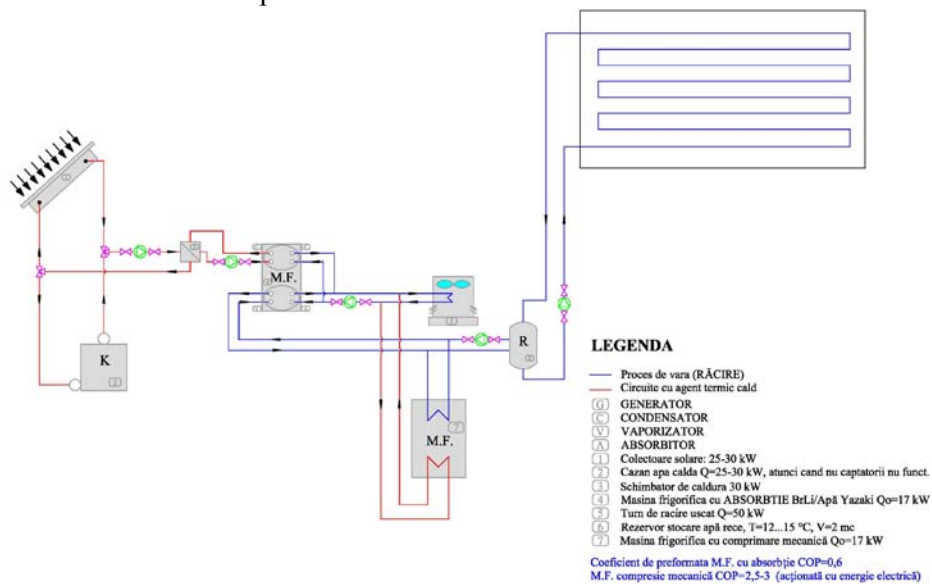 K
M.F.
M.F.
R
7
LEGENDA
Proces de vara (RĂCIRE)
Circuite cu agent termic cald
G GENERATOR
C CONDENSATOR
V VAPORIZATOR
A ABSORBITOR
1 Colectoare solare: 25-30 kW
2 Cazan apa calda Q=25-30 kW, atunci cand nu captatorii nu funct.
3 Schimbator de caldura 30 kW
4 Masina frigorifica cu ABSORBTIE BrLi/Apă Yazaki Qo=17 kW
5 Turn de racire uscat Q=50 kW
6 Rezervor stocare apă rece, T=12...15 °C, V=2 mc
7 Masina frigorifica cu comprimare mecanică Qo=17 kW
Coeficient de preformata M.F. cu absorbție COP=0,6
M.F. compresie mecanică COP=2,5-3 (acționată cu energie electrică)